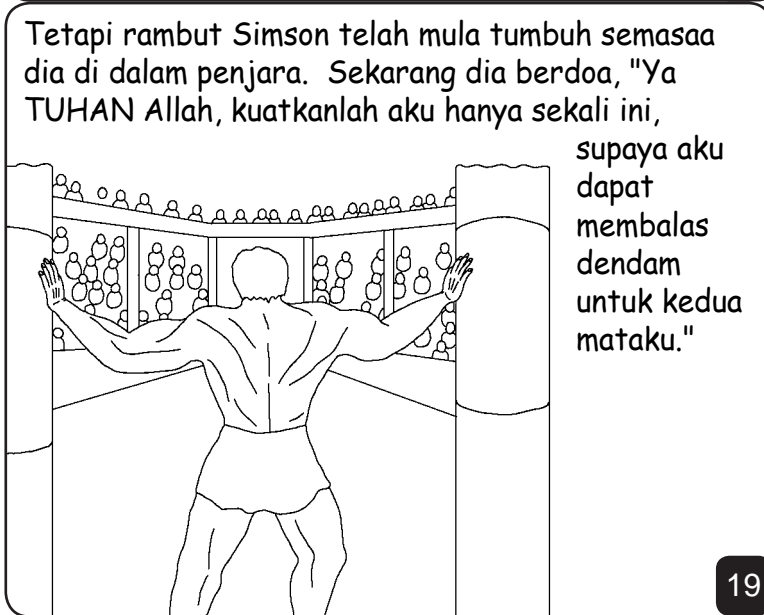 Tetapi rambut Simson telah mula tumbuh semasaa
dia di dalam penjara.  Sekarang dia berdoa, "Ya
TUHAN Allah, kuatkanlah aku hanya sekali ini,
supaya aku
dapat
membalas
dendam
untuk kedua
mataku."
19